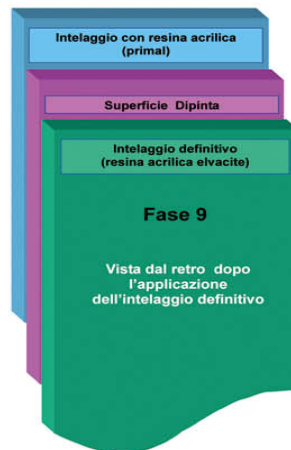 Intelaggio con resina acrilica
(primal)
Superficie Dipinta
Intelaggio definitivo
(resina acrilica elvacite)
Fase 9
Vista dal retro dopo
l'applicazione
dell'intelaggio definitivo